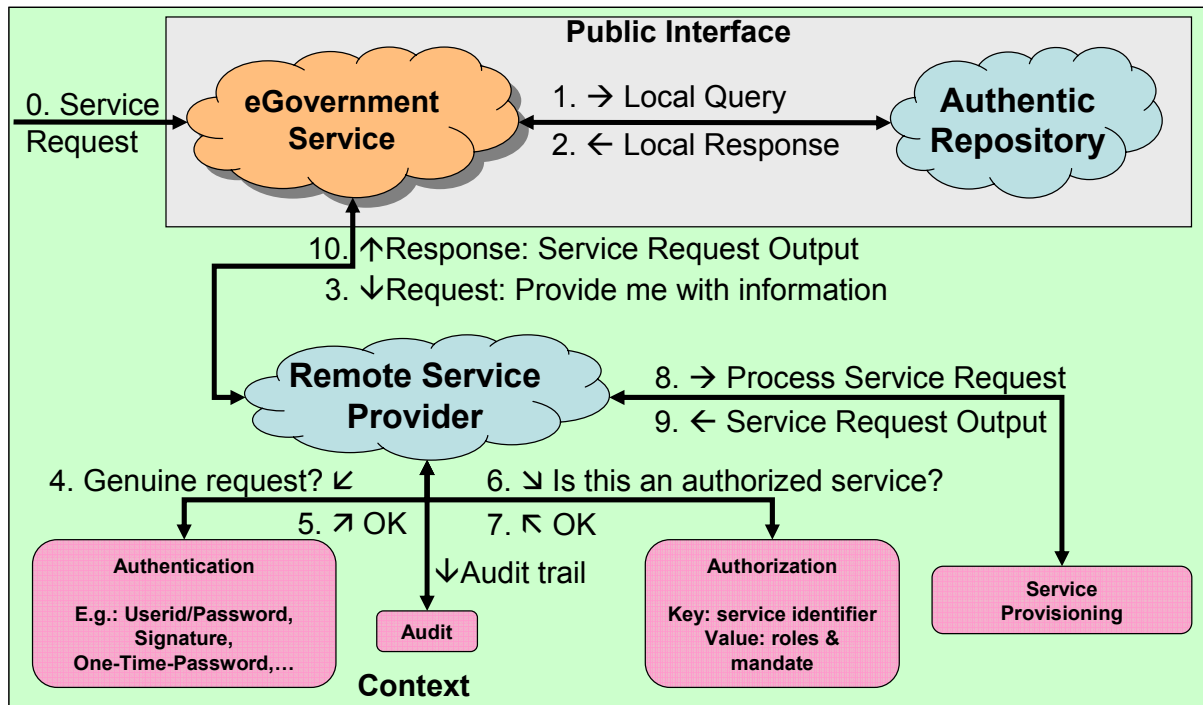 Public Interface
0. Service
Request
eGovernment
Service
1. → Local Query
2. ← Local Response
Authentic
Repository
10. ↑Response: Service Request Output
3. ↓Request: Provide me with information
Remote Service
Provider
8. → Process Service Request
9. ← Service Request Output
4. Genuine request? ↙
5. ↗ OK
6. ↘ Is this an authorized service?
7. ↖ OK
↓Audit trail
Authentication
E.g.: Userid/Password,
Signature,
One-Time-Password,…
Audit
Context
Authorization
Key: service identifier
Value: roles &
mandate
Service
Provisioning